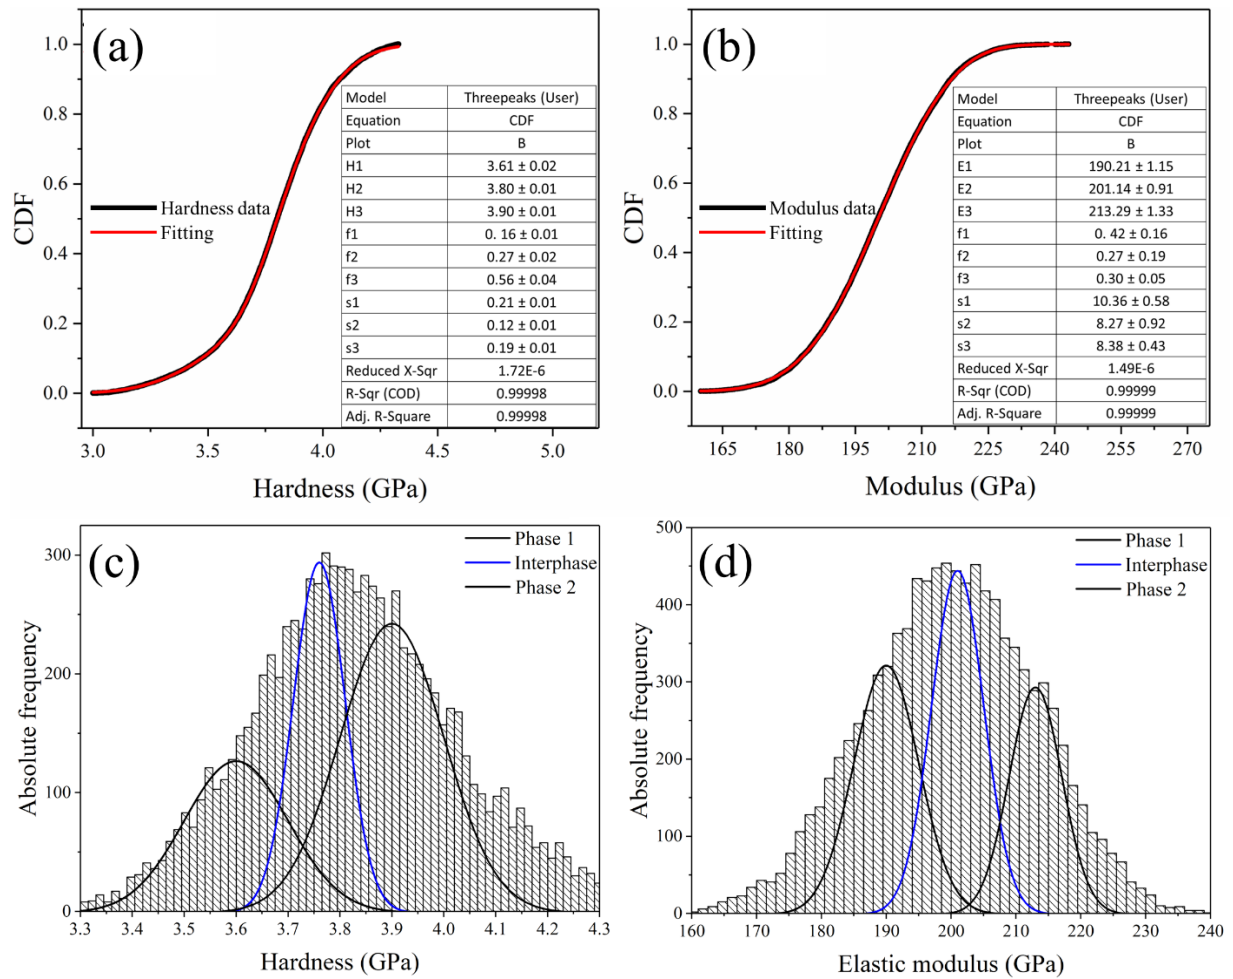 (a)
CDF
1.0
0.8
0.6
0.4
0.2
0.0
Hardness data
Fitting
Model Threepeaks (User)
Equation CDF
Plot B
H1 3.61 ± 0.02
H2 3.80 ± 0.01
H3 3.90 ± 0.01
f1 0. 16 ± 0.01
f2 0.27 ± 0.02
f3 0.56 ± 0.04
s1 0.21 ± 0.01
s2 0.12 ± 0.01
s3 0.19 ± 0.01
Reduced X-Sqr 1.72E-6
R-Sqr (COD) 0.99998
Adj. R-Square 0.99998
3.0 3.5 4.0 4.5 5.0
Hardness (GPa)
(b)
CDF
1.0
0.8
0.6
0.4
0.2
0.0
Modulus data
Fitting
Model Threepeaks (User)
Equation CDF
Plot B
E1 190.21 ± 1.15
E2 201.14 ± 0.91
E3 213.29 ± 1.33
f1 0. 42 ± 0.16
f2 0.27 ± 0.19
f3 0.30 ± 0.05
s1 10.36 ± 0.58
s2 8.27 ± 0.92
s3 8.38 ± 0.43
Reduced X-Sqr 1.49E-6
R-Sqr (COD) 0.99999
Adj. R-Square 0.99999
165 180 195 210 225 240 255 270
Modulus (GPa)
(c)
Absolute frequency
300
200
100
0
Phase 1
Interphase
Phase 2
3.3 3.4 3.5 3.6 3.7 3.8 3.9 4.0 4.1 4.2 4.3
Hardness (GPa)
(d)
Absolute frequency
500
400
300
200
100
0
Phase 1
Interphase
Phase 2
160 170 180 190 200 210 220 230 240
Elastic modulus (GPa)